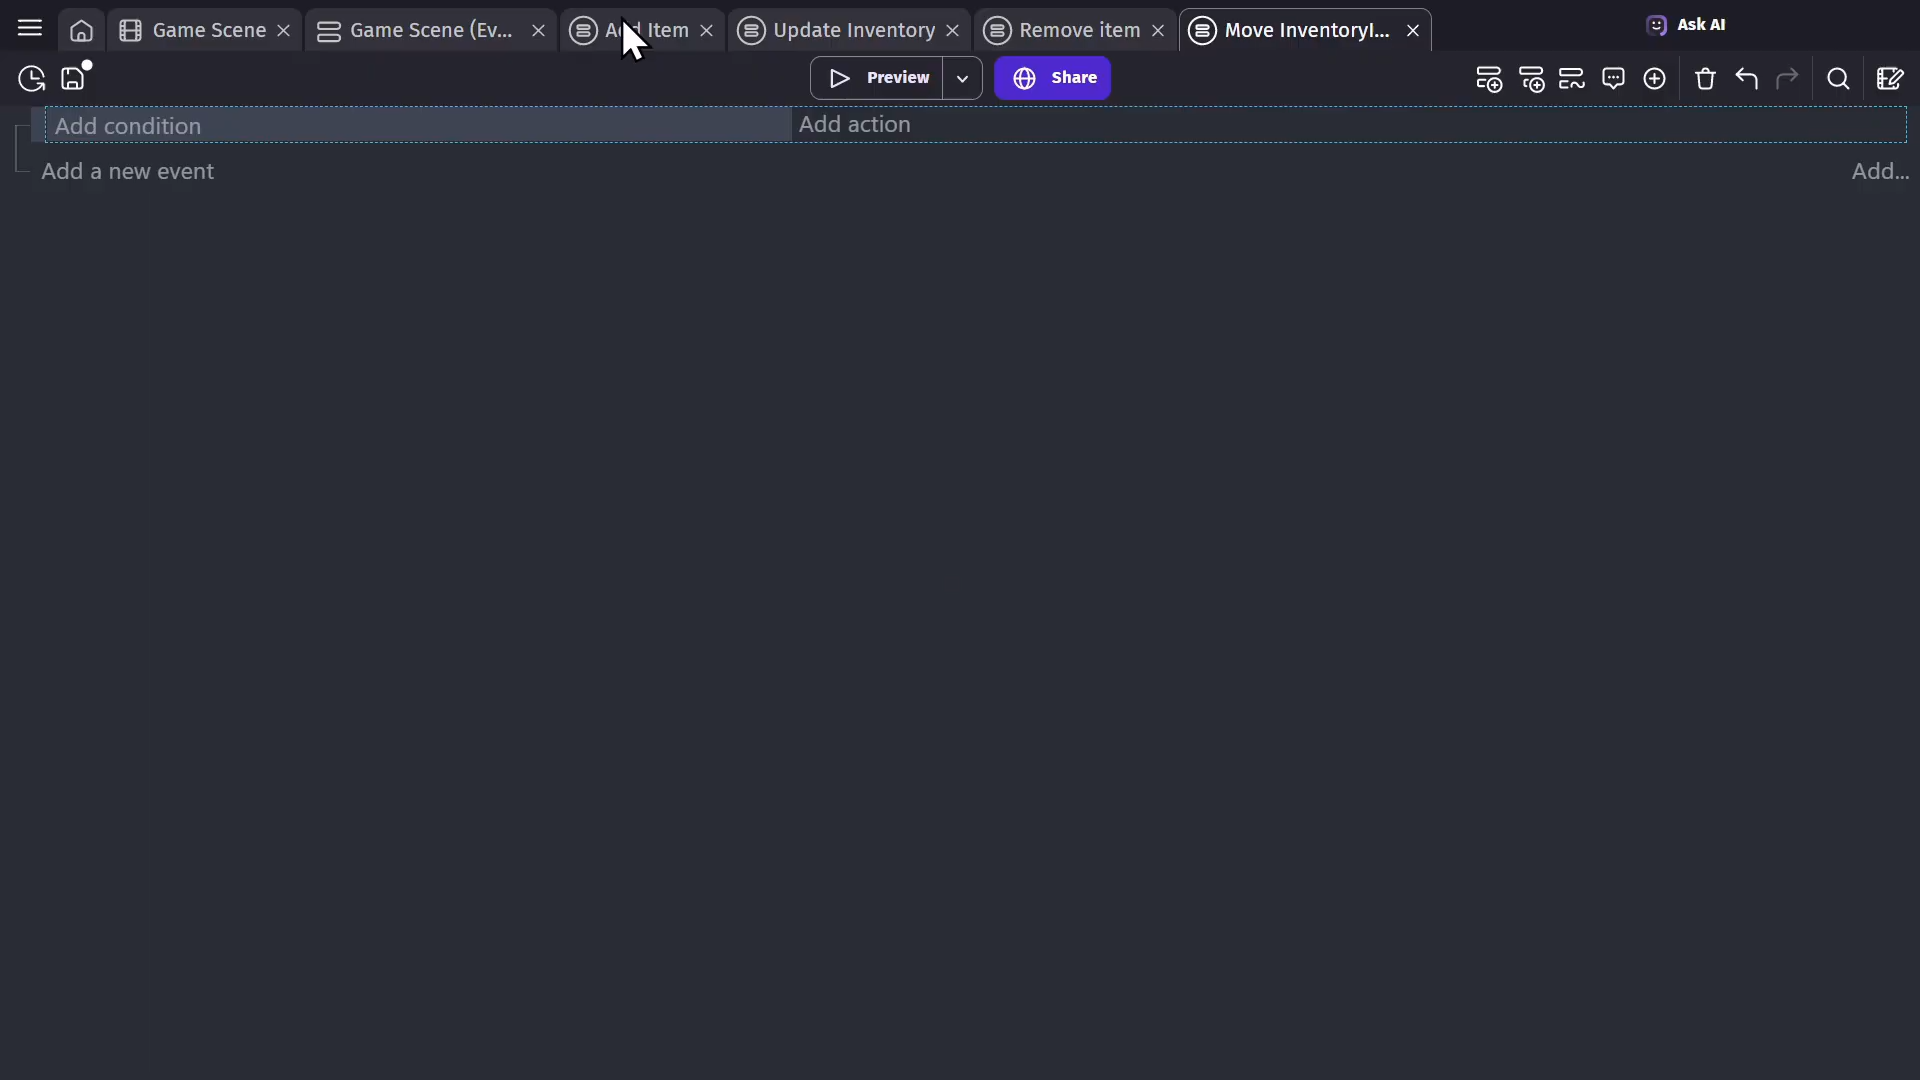 Game Scene
Game Scene (Ev...
Item
Update Inventory
Remove item
Move InventoryI...
Ask AI
Preview
Share
Add condition
Add action
Add a new event
Add...